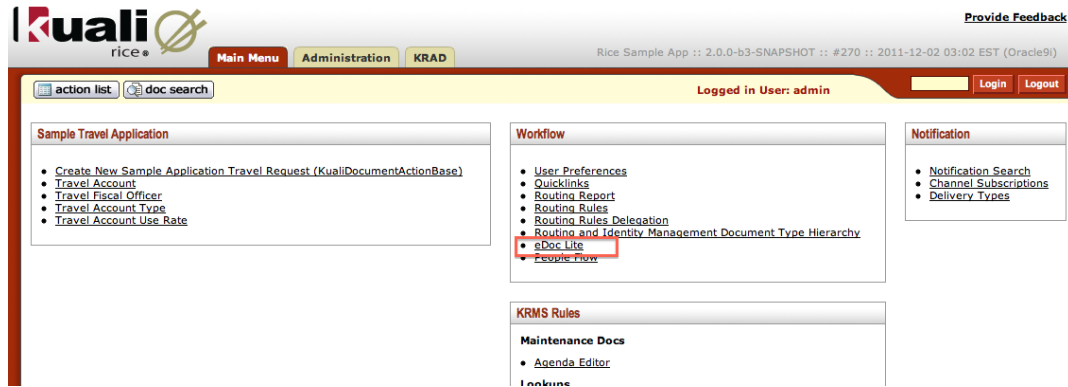 Kuali
rice®
Provide Feedback
Main Menu
Administration
KRAD
Rice Sample App :: 2.0.0-b3-SNAPSHOT :: #270 :: 2011-12-02 03:02 EST (Oracle9i)
action list
doc search
Logged in User: admin
Login
Logout
Sample Travel Application
Create New Sample Application Travel Request (KualiDocumentActionBase)
Travel Account
Travel Fiscal Officer
Travel Account Type
Travel Account Use Rate
Workflow
User Preferences
Quicklinks
Routing Report
Routing Rules
Routing Rules Delegation
Routing and Identity Management Document Type Hierarchy
eDoc Lite
People Flow
KRMS Rules
Maintenance Docs
Agenda Editor
Lookups
Notification
Notification Search
Channel Subscriptions
Delivery Types